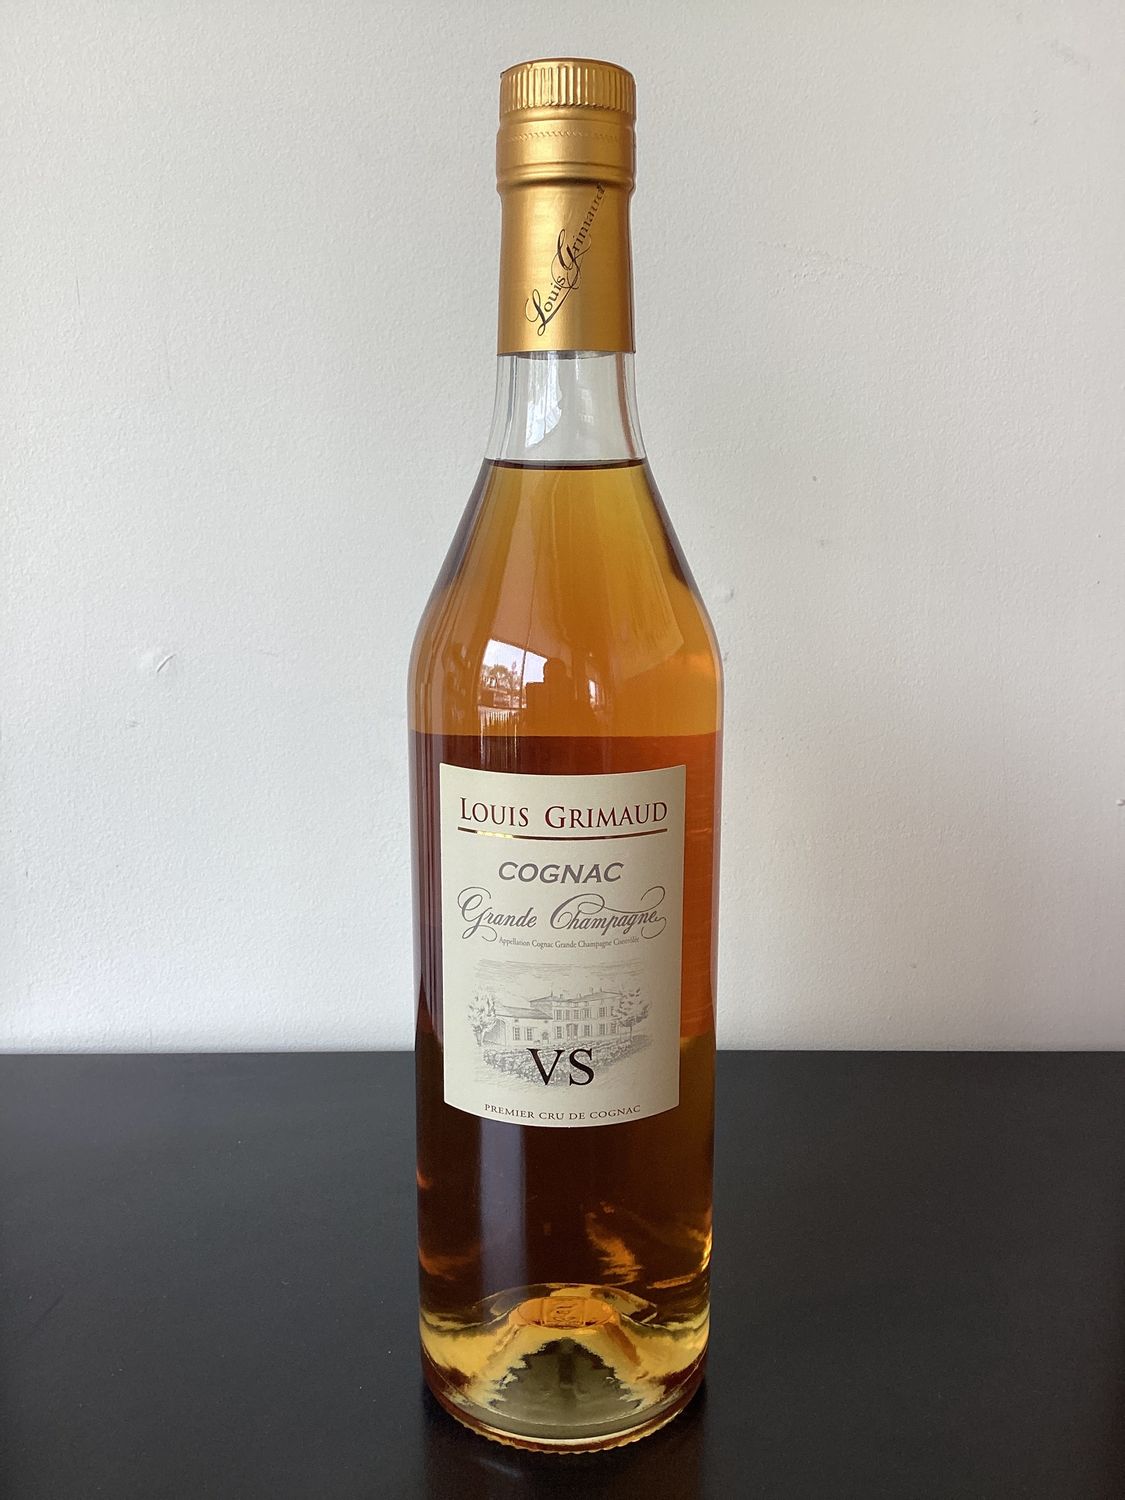 Louis Grimaud
LOUIS GRIMAUD
COGNAC
Grande Champagne
Appellation Cognac Grande Champagne Contrôlée
VS
PREMIER CRU DE COGNAC